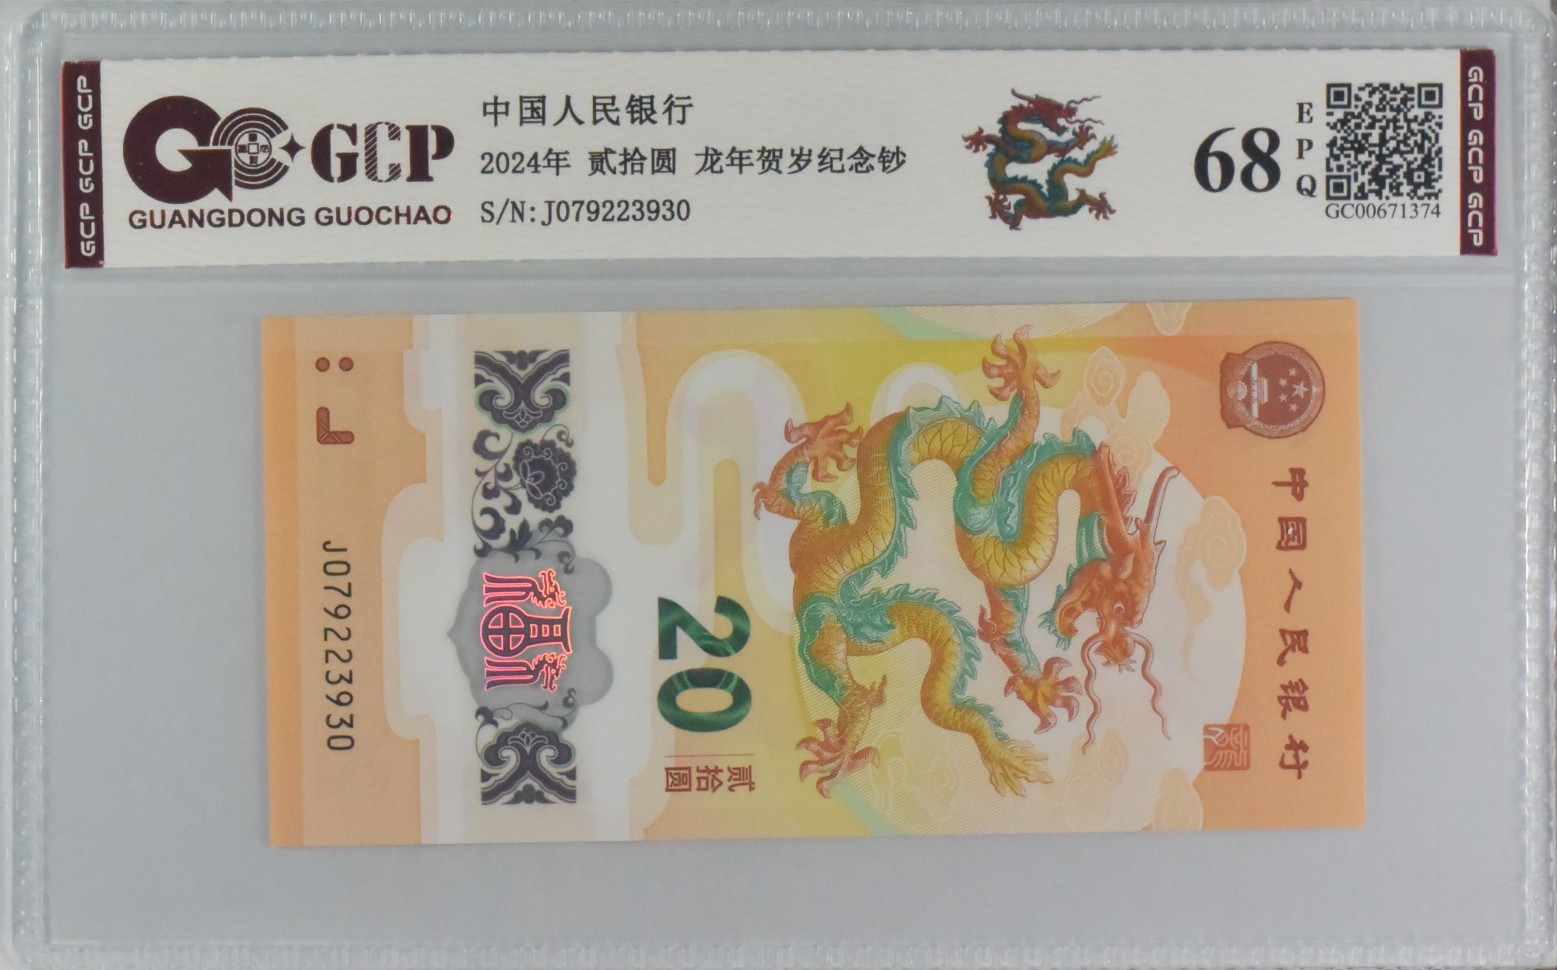 GCP GCP GCP
GCP
GUANGDONG GUOCHAO
中国人民银行
2024年 贰拾圆 龙年贺岁纪念钞
S/N:J079223930
68
EPQ
GC00671374
GCP GCP GCP
中国人民银行
20
贰拾圆
J079223930